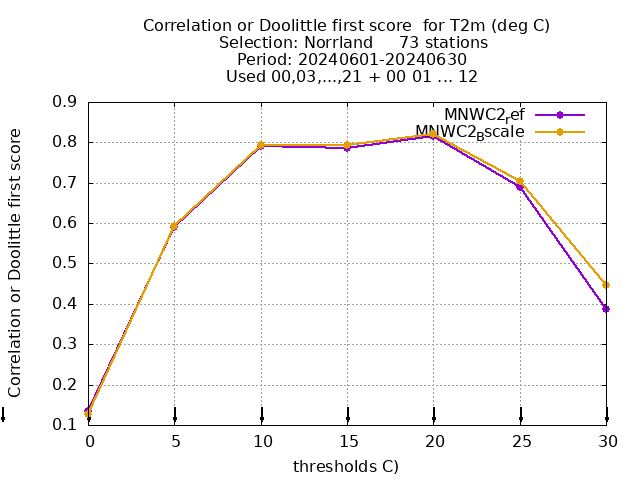 Correlation or Doolittle first score  for T2m (deg C)
Selection: Norrland     73 stations
Period: 20240601-20240630
Used 00,03,...,21 + 00 01 ... 12
MNWC2ref
MNWC2Bscale
Correlation or Doolittle first score
0.9
0.8
0.7
0.6
0.5
0.4
0.3
0.2
0.1
0 5 10 15 20 25 30
thresholds C)